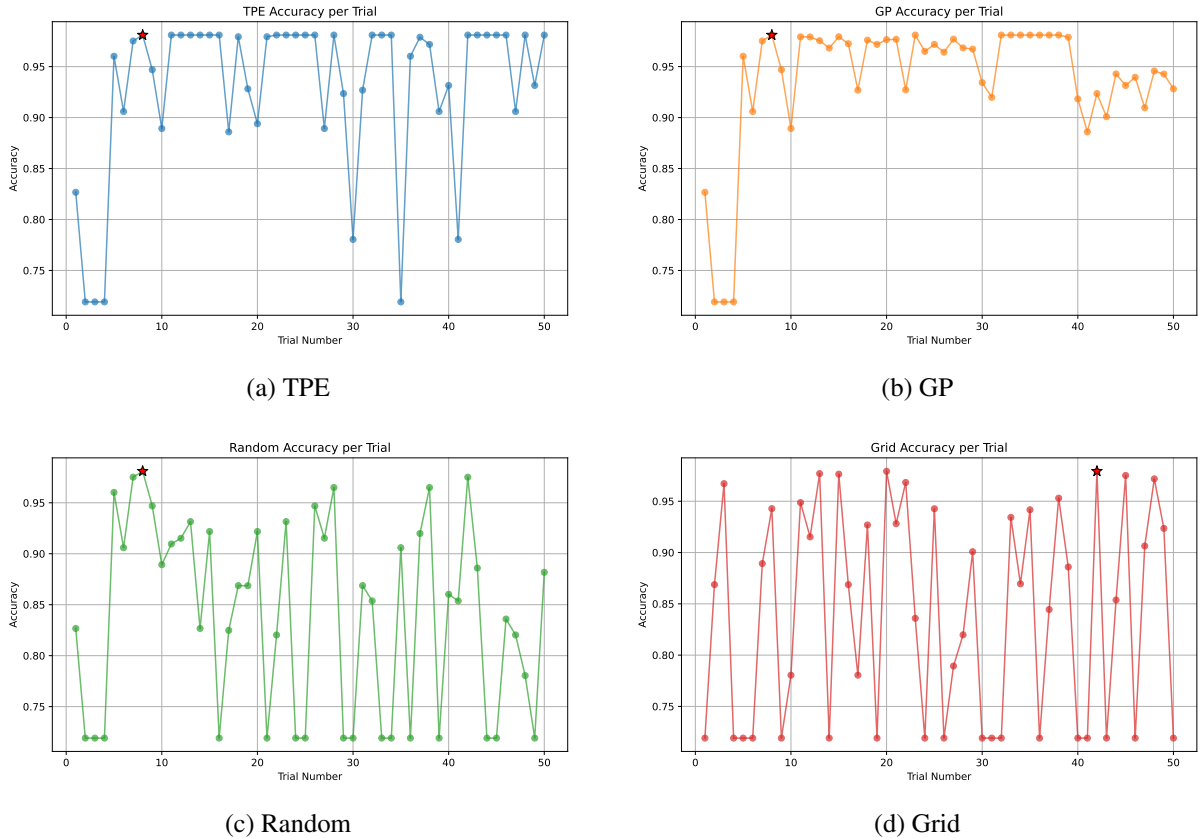 TPE Accuracy per Trial
Accuracy
0.95
0.90
0.85
0.80
0.75
0 10 20 30 40 50
Trial Number
(a) TPE
GP Accuracy per Trial
Accuracy
0.95
0.90
0.85
0.80
0.75
0 10 20 30 40 50
Trial Number
(b) GP
Random Accuracy per Trial
Accuracy
0.95
0.90
0.85
0.80
0.75
0 10 20 30 40 50
Trial Number
(c) Random
Grid Accuracy per Trial
Accuracy
0.95
0.90
0.85
0.80
0.75
0 10 20 30 40 50
Trial Number
(d) Grid